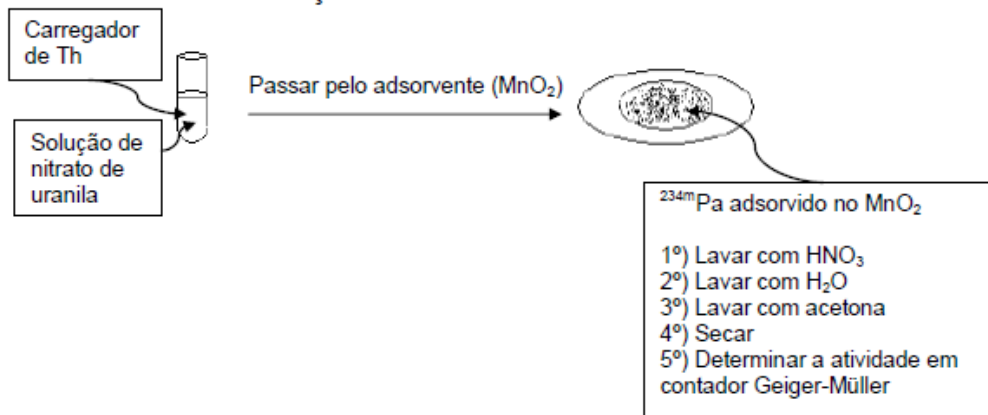 Carregador
de Th
Passar pelo adsorvente (MnO₂)
Solução de
nitrato de
uranila
²³⁴ᵐPa adsorvido no MnO₂
1º) Lavar com HNO₃
2º) Lavar com H₂O
3º) Lavar com acetona
4º) Secar
5º) Determinar a atividade em
contador Geiger-Müller